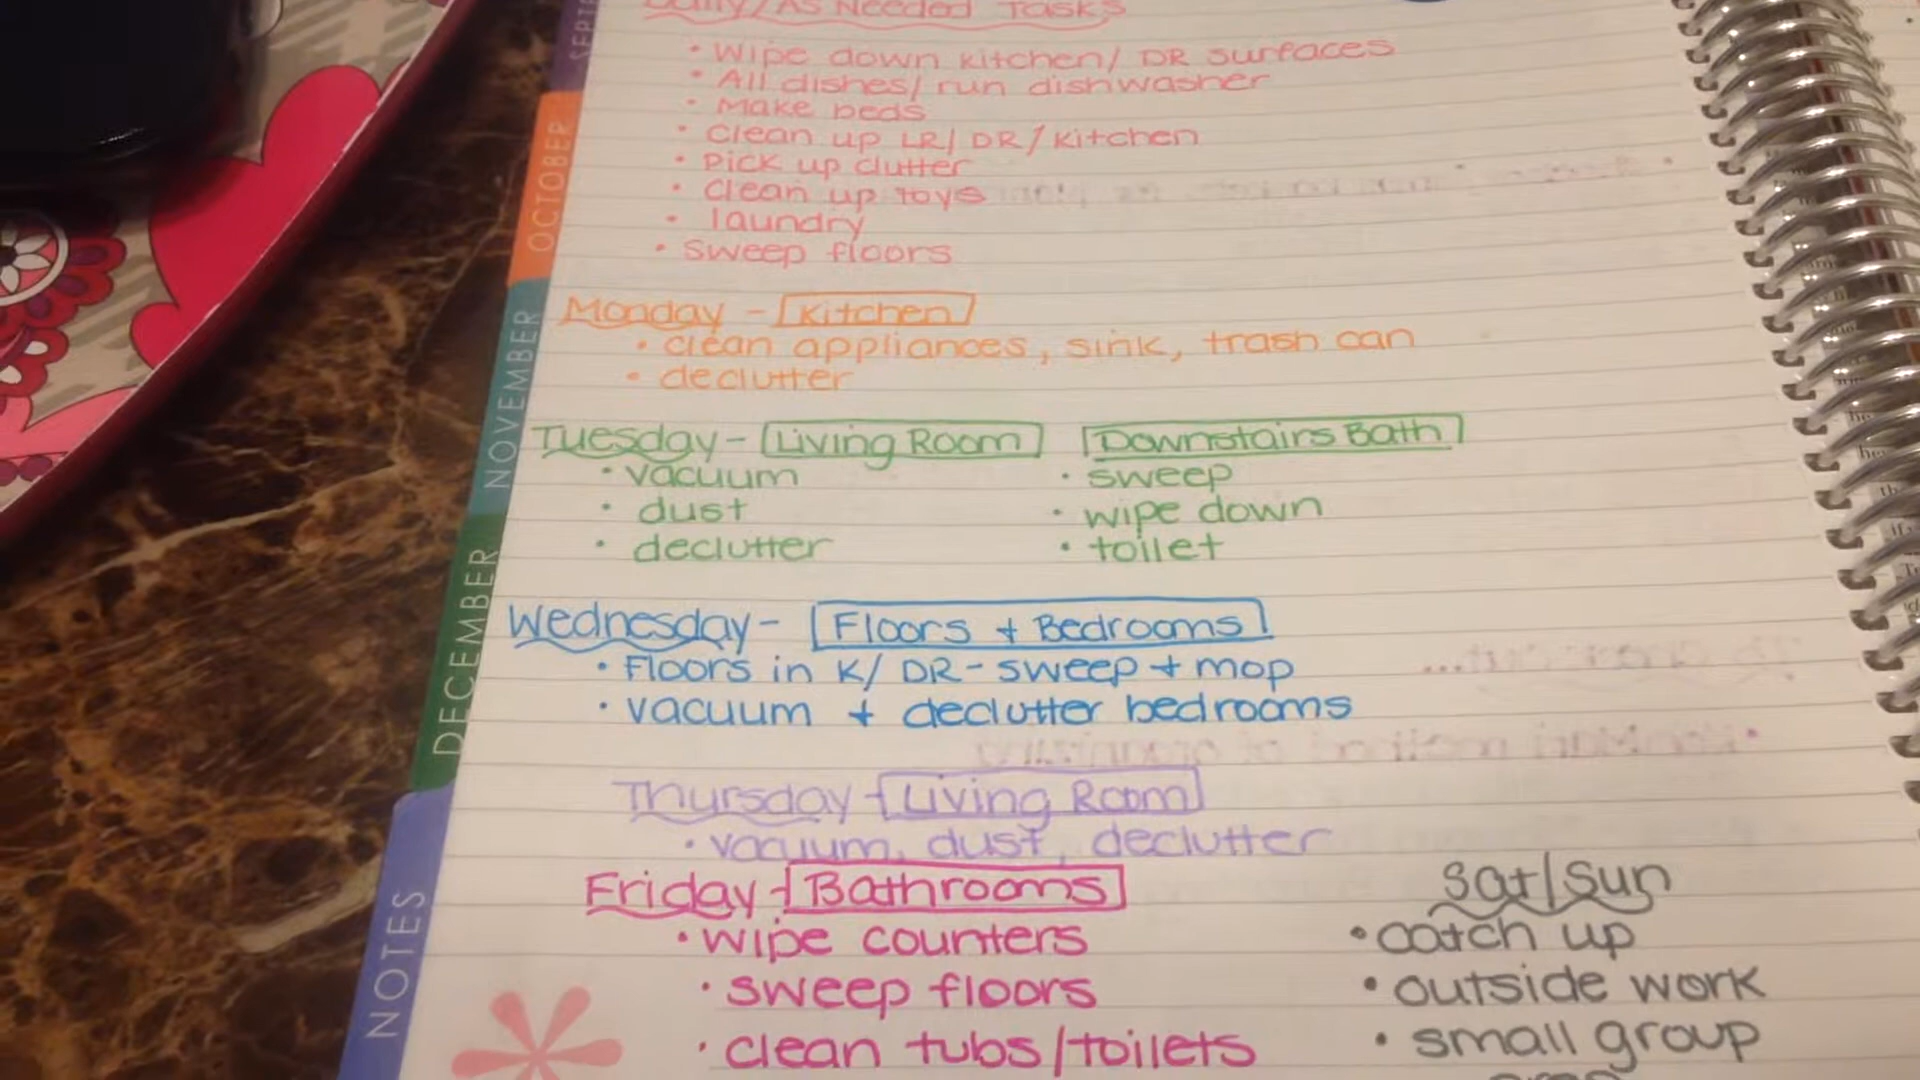 Daily/As Needed Tasks
• Wipe down kitchen/ DR surfaces
• All dishes/ run dishwasher
• Make beds
• Clean up LR/ DR/Kitchen
• Pick up clutter
• Clean up toys
• laundry
• Sweep floors
Monday - Kitchen
• clean appliances, sink, trash can
• declutter
Tuesday - Living Room Downstairs Bath
• vacuum • sweep
• dust • wipe down
• declutter • toilet
Wednesday - Floors + Bedrooms
• Floors in K/ DR - sweep + mop
• vacuum + declutter bedrooms
Thursday - Living Room
• vacuum, dust, declutter
Friday - Bathrooms Sat/Sun
• wipe counters • catch up
• sweep floors • outside work
• clean tubs/toilets • small group
OCTOBER
NOVEMBER
DECEMBER
NOTES